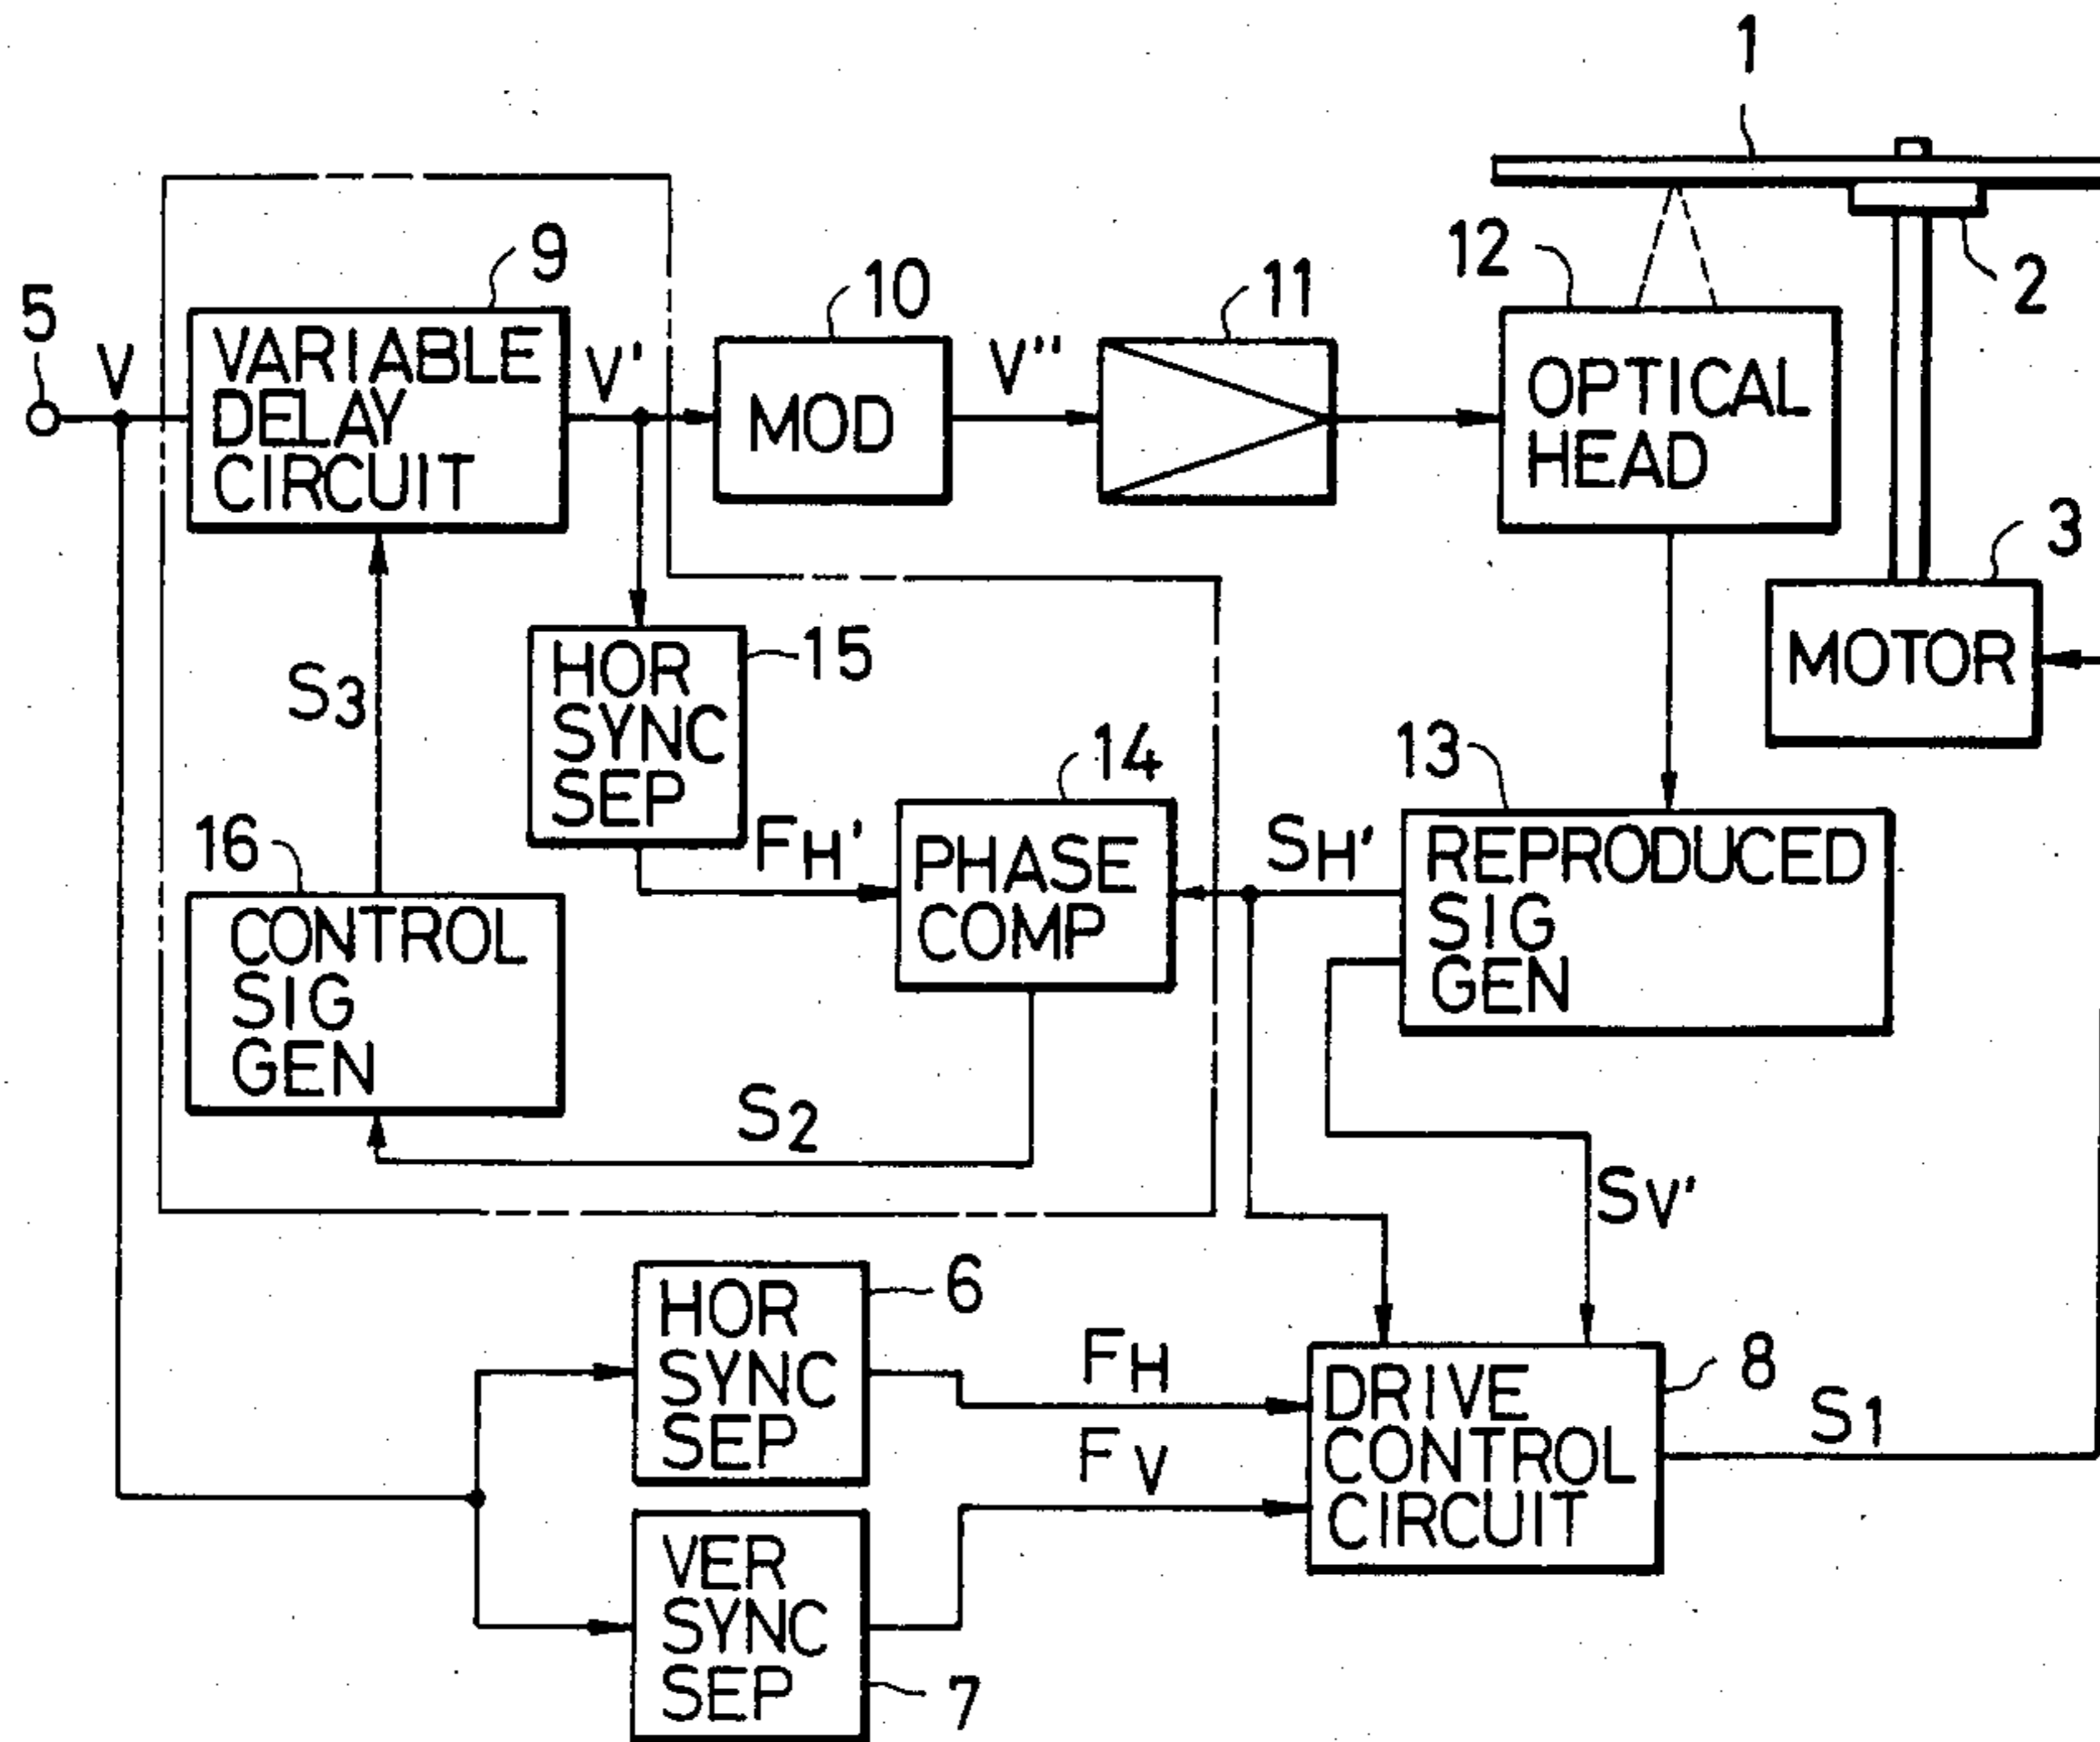 1
9
12
2
10
11
5
V
VARIABLE
DELAY
CIRCUIT
V'
MOD
V"
OPTICAL
HEAD
3
MOTOR
S3
HOR
SYNC
SEP
15
14
13
16
FH'
PHASE
COMP
SH'
REPRODUCED
SIG
GEN
CONTROL
SIG
GEN
S2
SV'
HOR
SYNC
SEP
6
FH
FV
DRIVE
CONTROL
CIRCUIT
8
S1
VER
SYNC
SEP
7